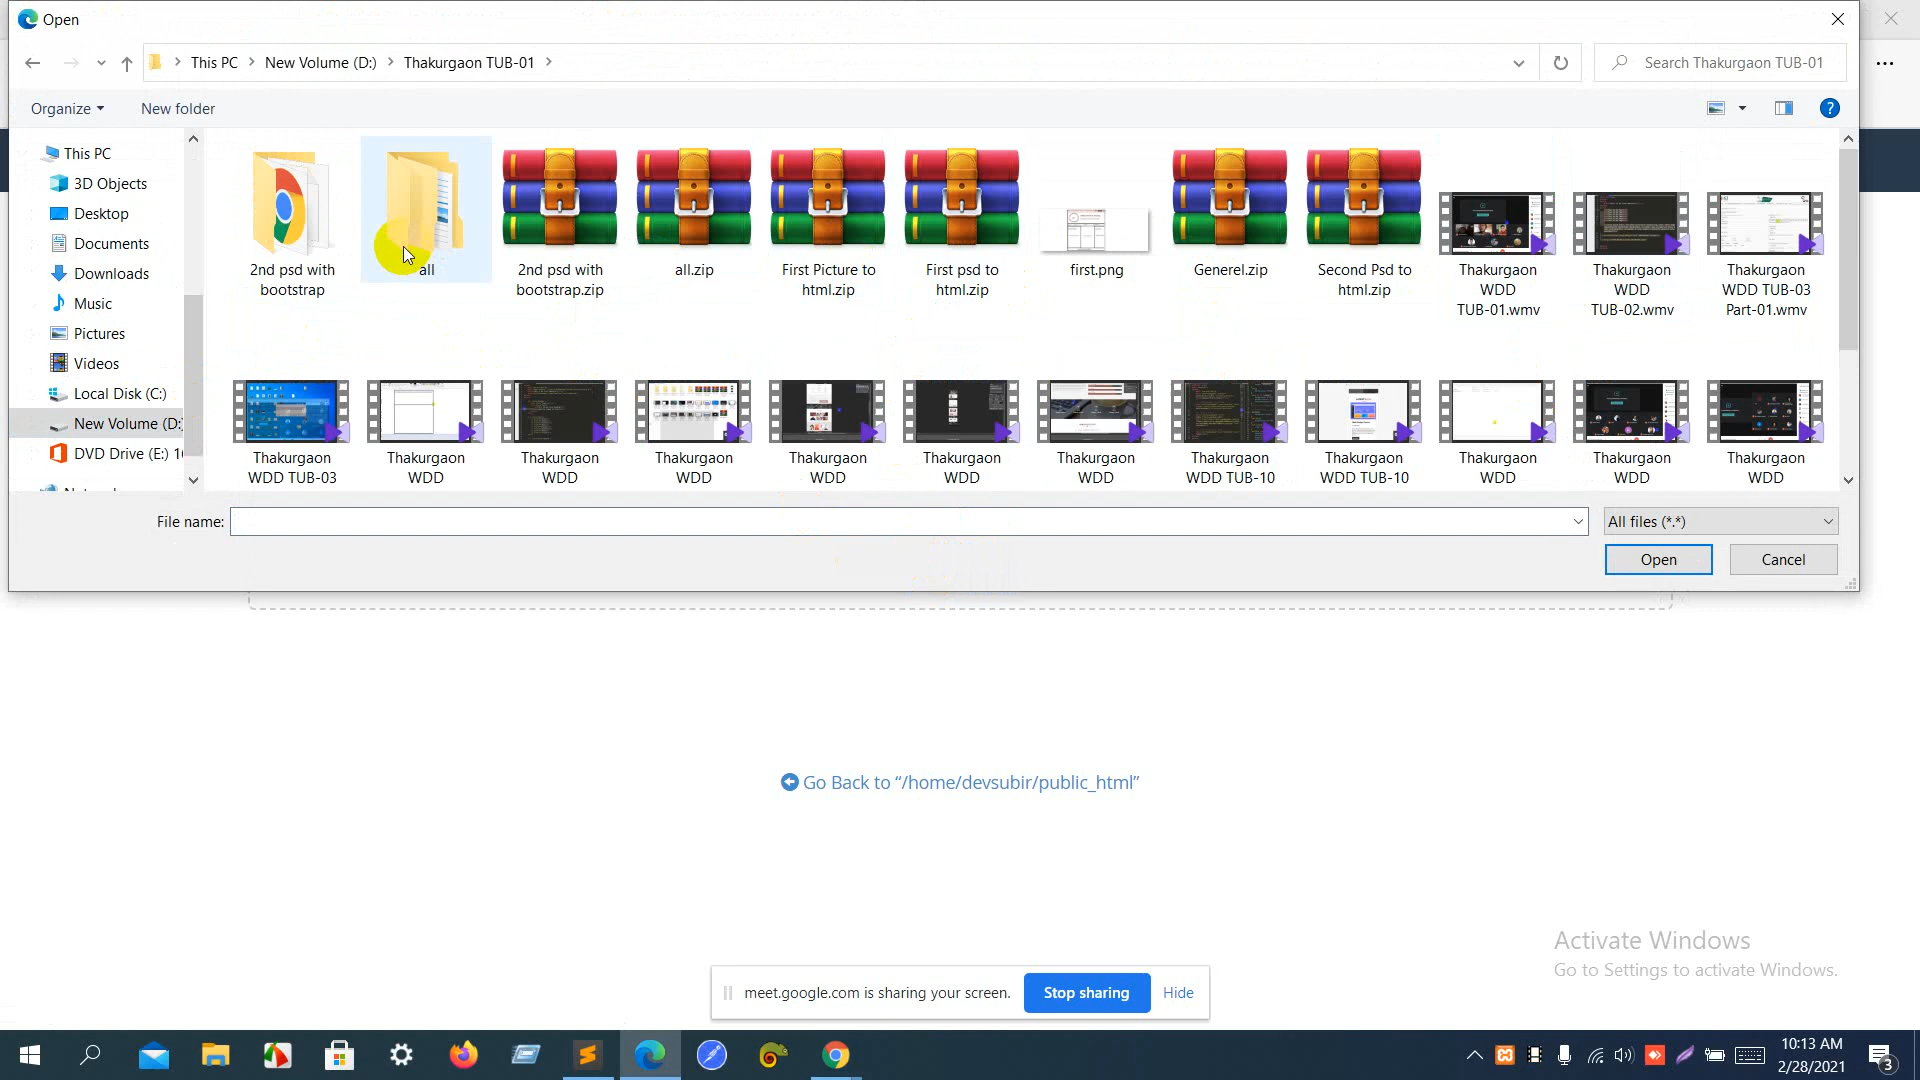 Open
This PC
New Volume (D:)
Thakurgaon TUB-01
Search Thakurgaon TUB-01
Organize
New folder
This PC
3D Objects
Desktop
Documents
Downloads
Music
Pictures
Videos
Local Disk (C:)
New Volume (D:
DVD Drive (E:) 1
2nd psd with
bootstrap
all
2nd psd with
bootstrap.zip
all.zip
First Picture to
html.zip
First psd to
html.zip
first.png
Generel.zip
Second Psd to
html.zip
Thakurgaon
WDD
TUB-01.wmv
Thakurgaon
WDD
TUB-02.wmv
Thakurgaon
WDD TUB-03
Part-01.wmv
Thakurgaon
WDD TUB-03
Thakurgaon
WDD
Thakurgaon
WDD
Thakurgaon
WDD
Thakurgaon
WDD
Thakurgaon
WDD
Thakurgaon
WDD
Thakurgaon
WDD TUB-10
Thakurgaon
WDD TUB-10
Thakurgaon
WDD
Thakurgaon
WDD
Thakurgaon
WDD
File name:
All files (*.*)
Open
Cancel
Go Back to “/home/devsubir/public_html”
Activate Windows
Go to Settings to activate Windows.
meet.google.com is sharing your screen.
Stop sharing
Hide
10:13 AM
2/28/2021
3